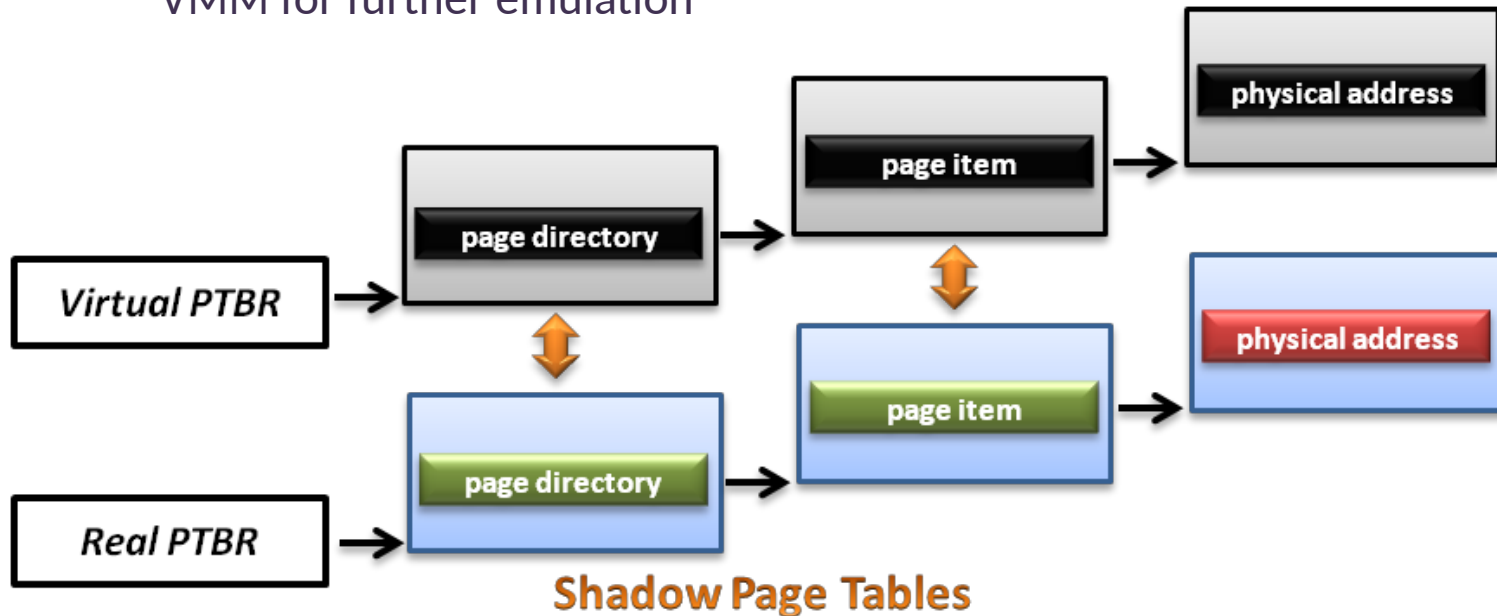 VMM for further emulation
physical address
page item
page directory
Virtual PTBR
physical address
page item
page directory
Real PTBR
Shadow Page Tables